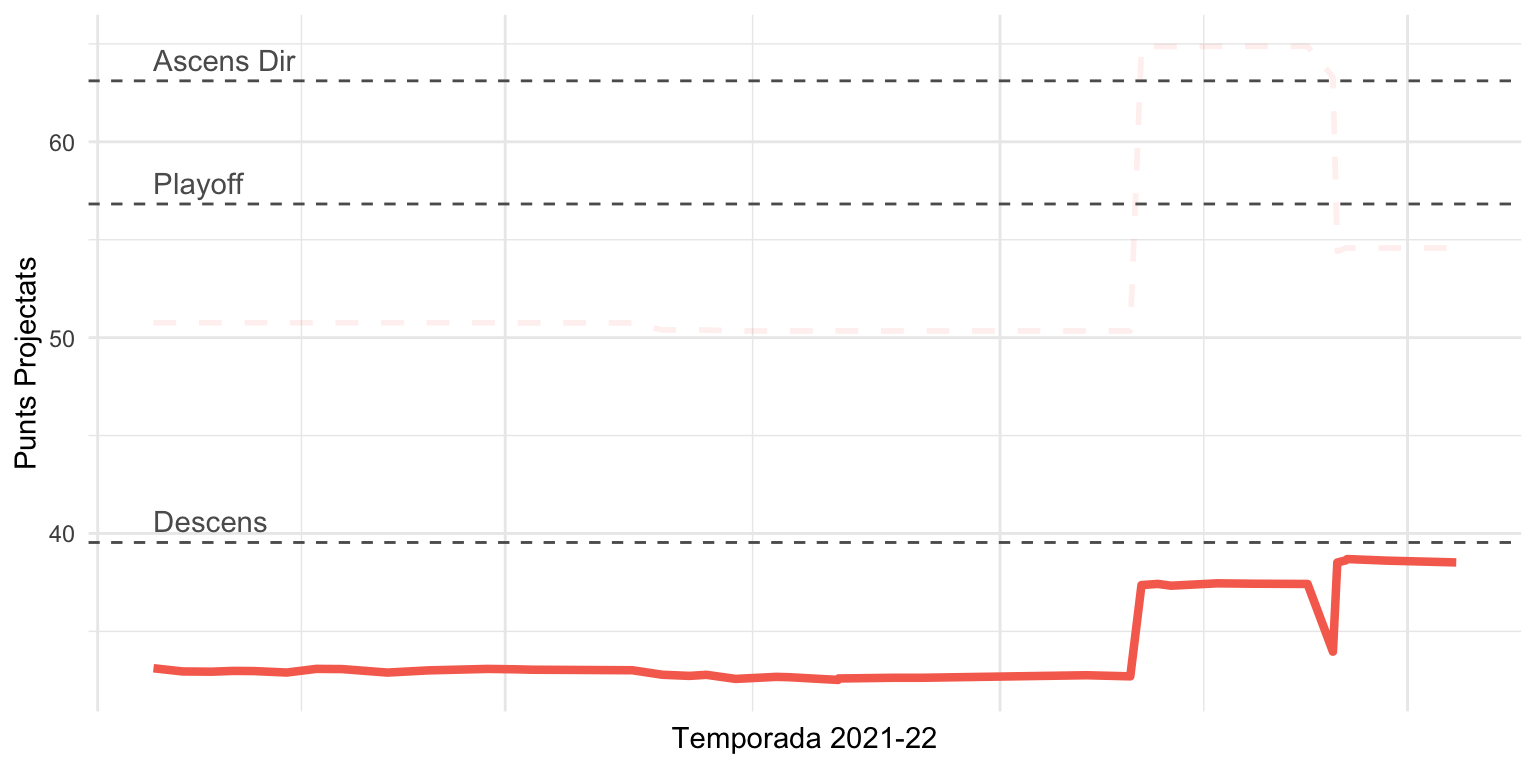 Ascens Dir
60
Playoff
50
Descens
40
Punts Projectats
Temporada 2021-22